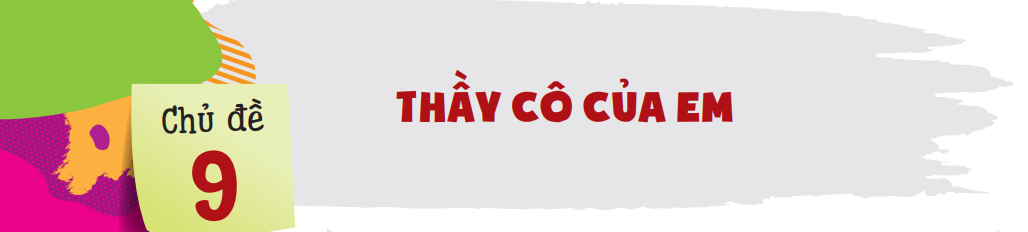 Chủ đề
9
THẦY CÔ CỦA EM